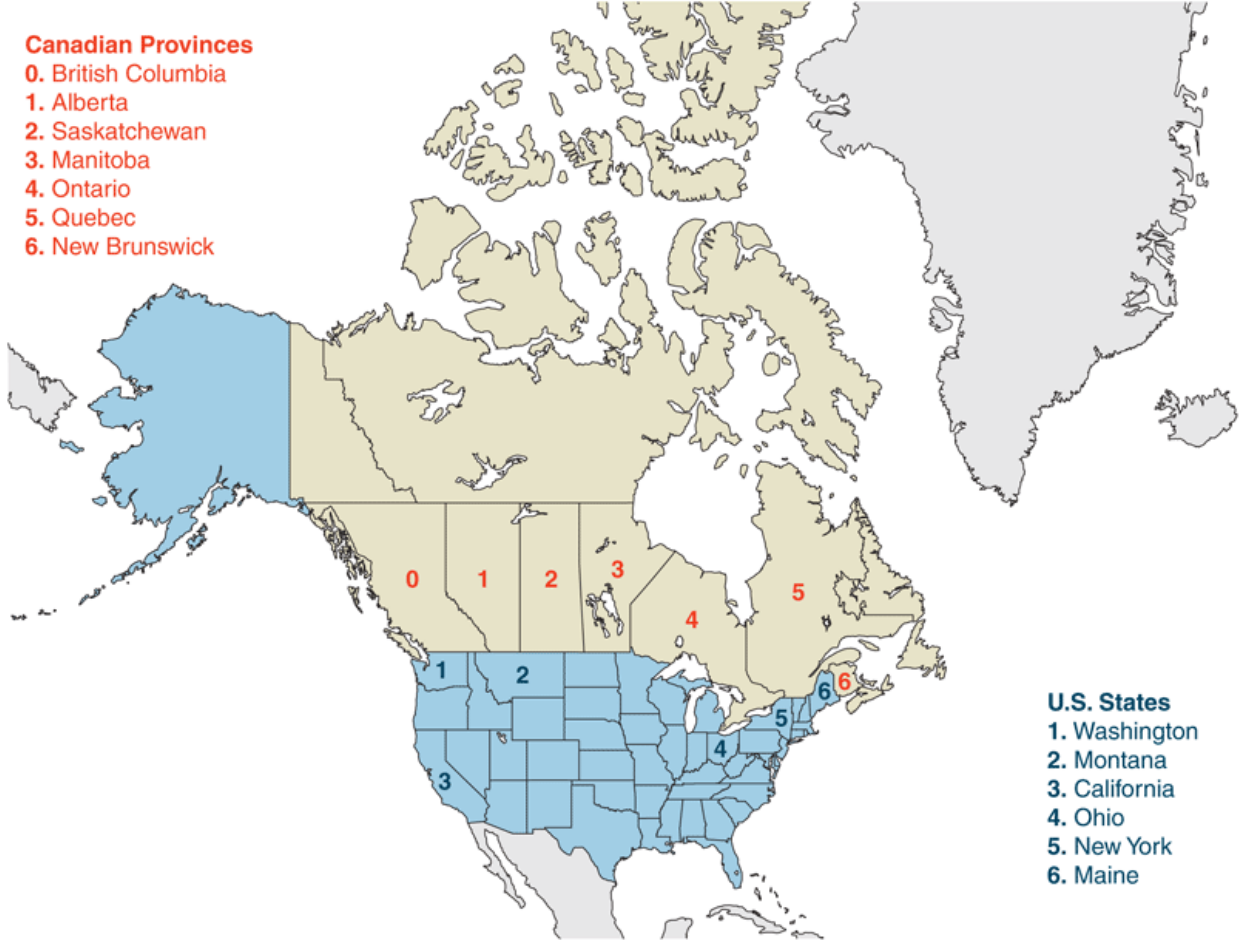 Canadian Provinces
0. British Columbia
1. Alberta
2. Saskatchewan
3. Manitoba
4. Ontario
5. Quebec
6. New Brunswick
0
1
2
3
4
5
6
1
2
3
4
5
6
U.S. States
1. Washington
2. Montana
3. California
4. Ohio
5. New York
6. Maine